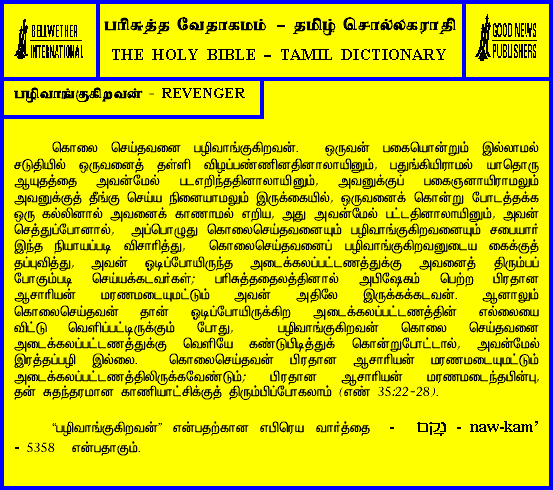 BELLWETHER
INTERNATIONAL
பரிசுத்த வேதாகமம் – தமிழ் சொல்லகராதி
THE HOLY BIBLE – TAMIL DICTIONARY
GOOD NEWS
PUBLISHERS
பழிவாங்குகிறவன் - REVENGER
கொலை செய்தவனை பழிவாங்குகிறவன். ஒருவன் பகையொன்றும் இல்லாமல்
சடுதியில் ஒருவனைத் தள்ளி விழப்பண்ணினதினாலாயினும், பதுங்கியிராமல் யாதொரு
ஆயுதத்தை அவன்மேல் படஎறிந்ததினாலாயினும், அவனுக்குப் பகைஞனாயிராமலும்
அவனுக்குத் தீங்கு செய்ய நினையாமலும் இருக்கையில், ஒருவனைக் கொன்று போடத்தக்க
ஒரு கல்லினால் அவனைக் காணாமல் எறிய, அது அவன்மேல் பட்டதினாலாயினும், அவன்
செத்துப்போனால், அப்பொழுது கொலைசெய்தவனையும் பழிவாங்குகிறவனையும் சபையார்
இந்த நியாயப்படி விசாரித்து, கொலைசெய்தவனைப் பழிவாங்குகிறவனுடைய கைக்குத்
தப்புவித்து, அவன் ஓடிப்போயிருந்த அடைக்கலப்பட்டணத்துக்கு அவனைத் திரும்பப்
போகும்படி செய்யக்கடவர்கள்; பரிசுத்ததைலத்தினால் அபிஷேகம் பெற்ற பிரதான
ஆசாரியன் மரணமடையுமட்டும் அவன் அதிலே இருக்கக்கடவன். ஆனாலும்
கொலைசெய்தவன் தான் ஓடிப்போயிருக்கிற அடைக்கலப்பட்டணத்தின் எல்லையை
விட்டு வெளிப்பட்டிருக்கும் போது, பழிவாங்குகிறவன் கொலை செய்தவனை
அடைக்கலப்பட்டணத்துக்கு வெளியே கண்டுபிடித்துக் கொன்றுபோட்டால், அவன்மேல்
இரத்தப்பழி இல்லை. கொலைசெய்தவன் பிரதான ஆசாரியன் மரணமடையுமட்டும்
அடைக்கலப்பட்டணத்திலிருக்கவேண்டும்; பிரதான ஆசாரியன் மரணமடைந்தபின்பு,
தன் சுதந்தரமான காணியாட்சிக்குத் திரும்பிப்போகலாம் (எண் 35:22-28).
“பழிவாங்குகிறவன்” என்பதற்கான எபிரெய வார்த்தை - נָקַם - naw-kam’
- 5358 என்பதாகும்.